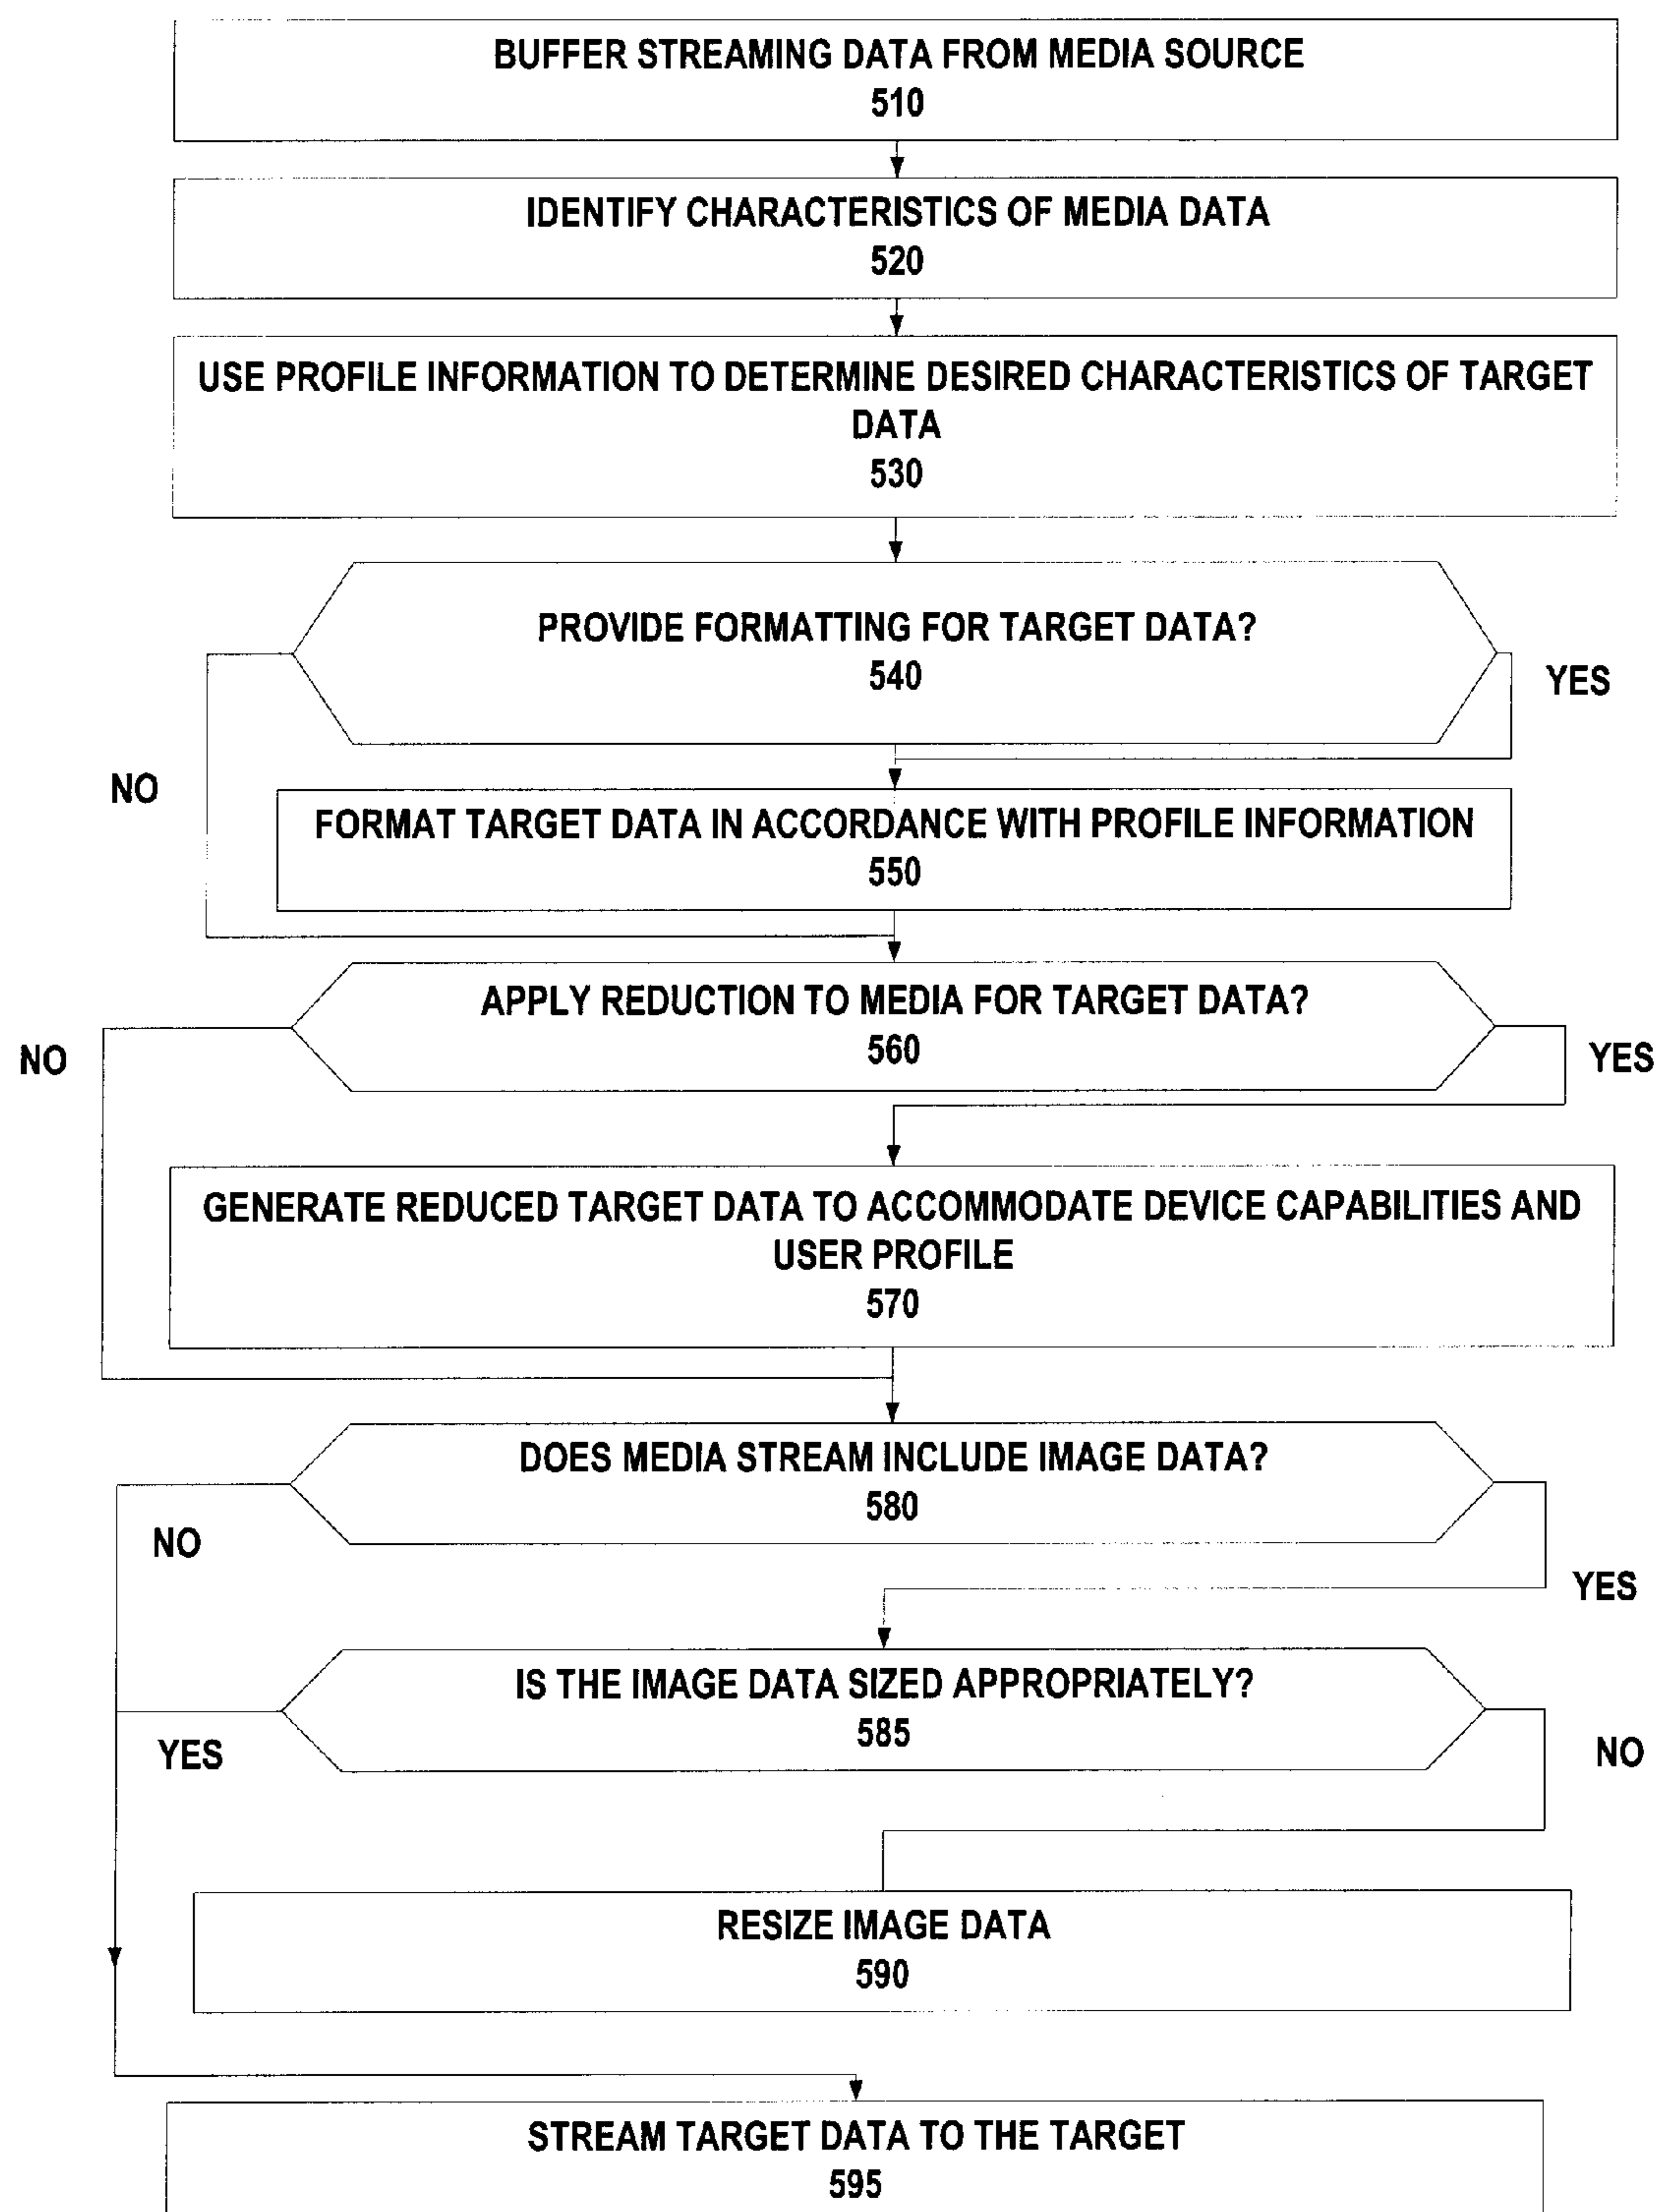 BUFFER STREAMING DATA FROM MEDIA SOURCE
510
IDENTIFY CHARACTERISTICS OF MEDIA DATA
520
USE PROFILE INFORMATION TO DETERMINE DESIRED CHARACTERISTICS OF TARGET
DATA
530
PROVIDE FORMATTING FOR TARGET DATA?
540
YES
NO
FORMAT TARGET DATA IN ACCORDANCE WITH PROFILE INFORMATION
550
APPLY REDUCTION TO MEDIA FOR TARGET DATA?
560
NO
YES
GENERATE REDUCED TARGET DATA TO ACCOMMODATE DEVICE CAPABILITIES AND
USER PROFILE
570
DOES MEDIA STREAM INCLUDE IMAGE DATA?
580
NO
YES
IS THE IMAGE DATA SIZED APPROPRIATELY?
585
YES
NO
RESIZE IMAGE DATA
590
STREAM TARGET DATA TO THE TARGET
595